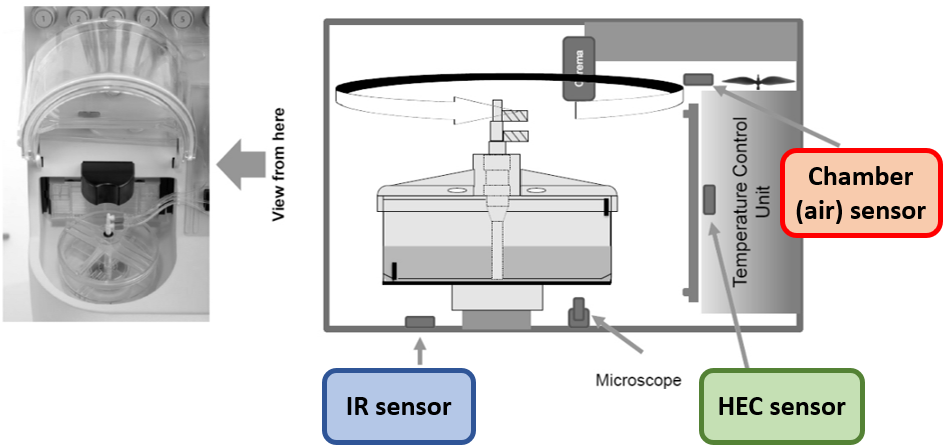 1 2 3 4 5
View from here
Camera
Temperature Control
Unit
Chamber
(air) sensor
Microscope
IR sensor
HEC sensor